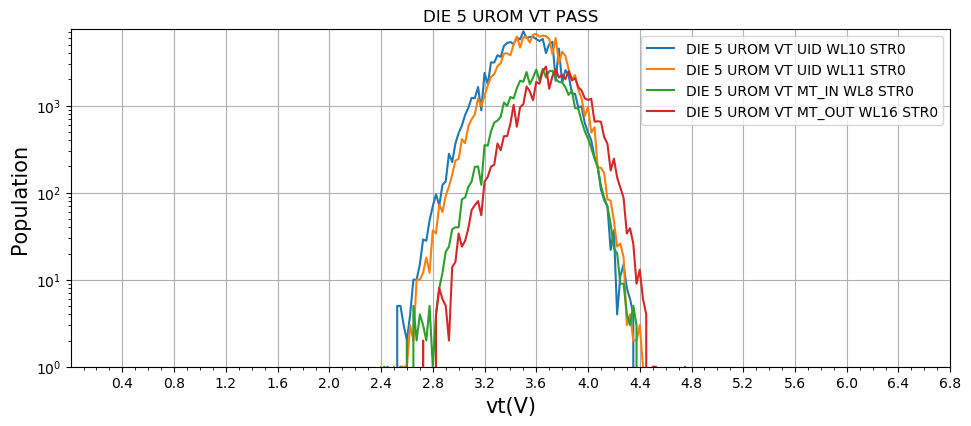 DIE 5 UROM VT PASS
DIE 5 UROM VT UID WL10 STR0
DIE 5 UROM VT UID WL11 STR0
DIE 5 UROM VT MT_IN WL8 STR0
DIE 5 UROM VT MT_OUT WL16 STR0
Population
10³
10²
10¹
10⁰
0.4 0.8 1.2 1.6 2.0 2.4 2.8 3.2 3.6 4.0 4.4 4.8 5.2 5.6 6.0 6.4 6.8
vt(V)